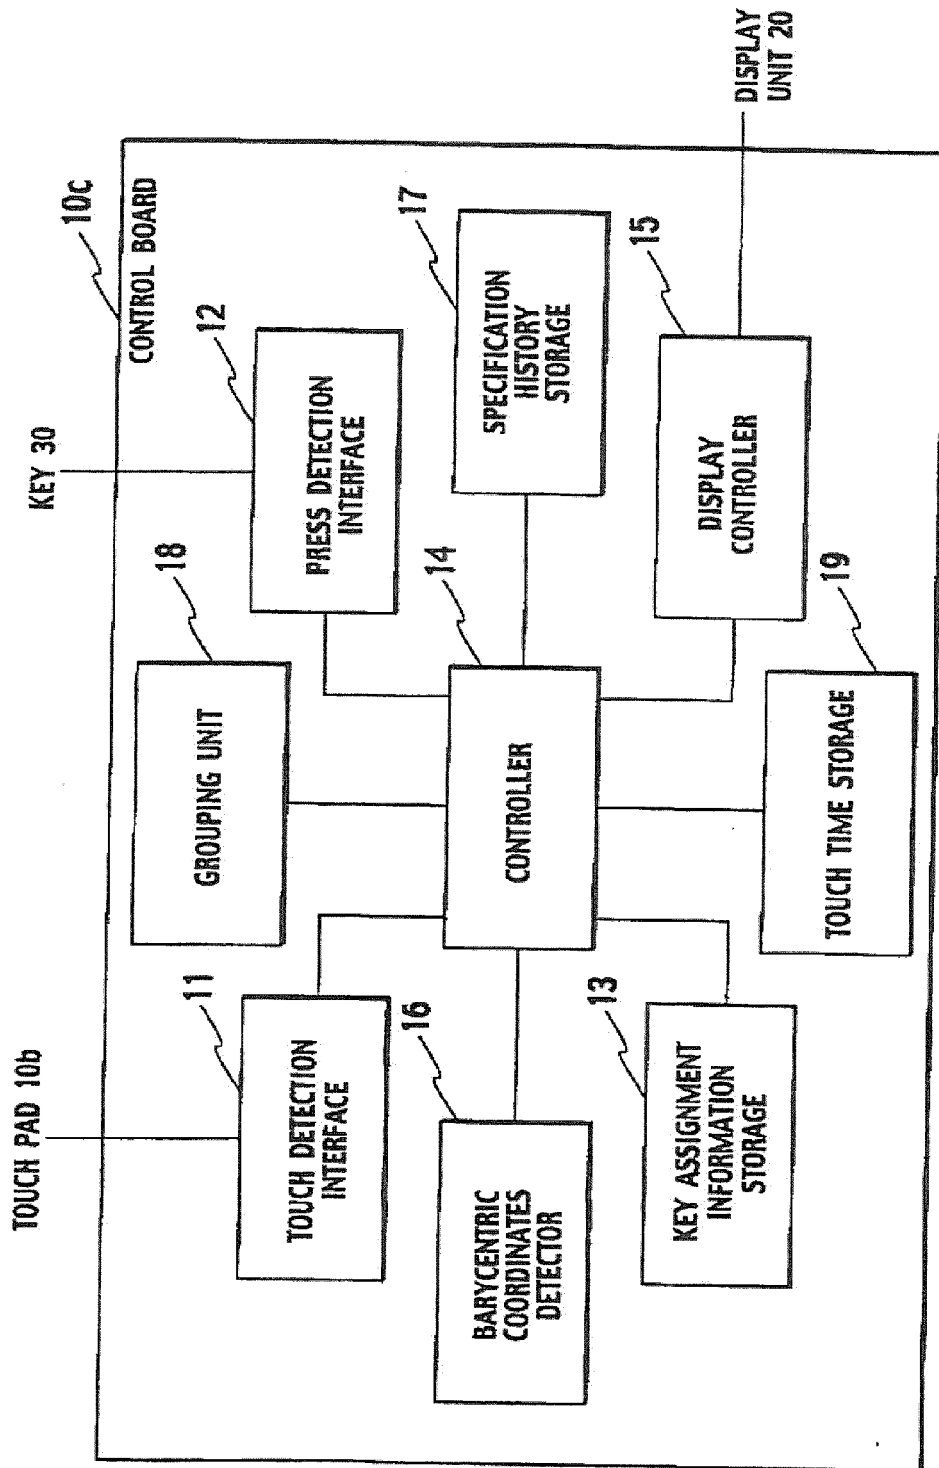 TOUCH PAD 10b
KEY 30
10c
CONTROL BOARD
11
TOUCH DETECTION
INTERFACE
18
GROUPING UNIT
12
PRESS DETECTION
INTERFACE
16
BARYCENTRIC
COORDINATES
DETECTOR
14
CONTROLLER
17
SPECIFICATION
HISTORY
STORAGE
13
KEY ASSIGNMENT
INFORMATION
STORAGE
19
TOUCH TIME STORAGE
15
DISPLAY
CONTROLLER
DISPLAY
UNIT 20